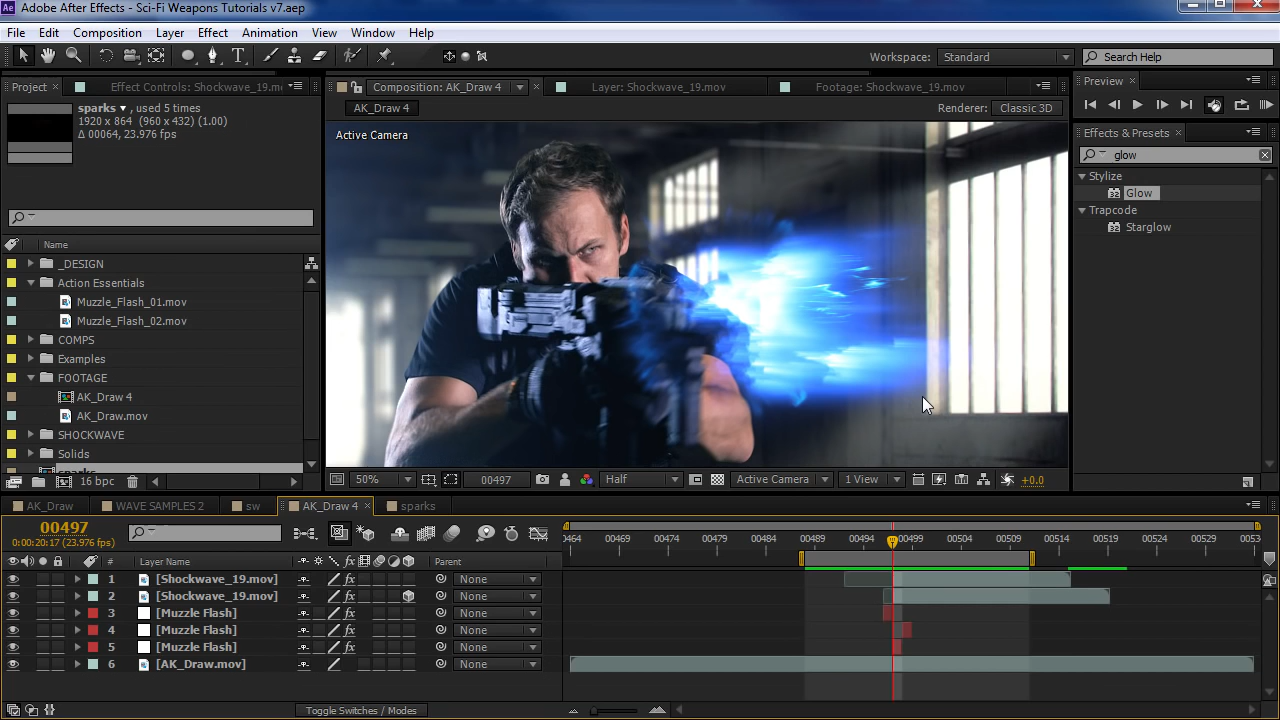 Adobe After Effects - Sci-Fi Weapons Tutorials v7.aep
File Edit Composition Layer Effect Animation View Window Help
Workspace: Standard Search Help
Project Effect Controls: Shockwave_19.m Composition: AK_Draw 4 Layer: Shockwave_19.mov Footage: Shockwave_19.mov Preview
sparks , used 5 times
1920 x 864 (960 x 432) (1.00)
Δ 00064, 23.976 fps
AK_Draw 4 Renderer: Classic 3D
Active Camera
Effects & Presets
glow
Stylize
Glow
Trapcode
Starglow
Name
_DESIGN
Action Essentials
Muzzle_Flash_01.mov
Muzzle_Flash_02.mov
COMPS
Examples
FOOTAGE
AK_Draw 4
AK_Draw.mov
SHOCKWAVE
Solids
sparks
16 bpc
50% 00497 Half Active Camera 1 View +0.0
AK_Draw WAVE SAMPLES 2 sw AK_Draw 4 sparks
00497
0:00:20:17 (23.976 fps)
0464 00469 00474 00479 00484 00489 00494 00499 00504 00509 00514 00519 00524 00529 0053
# Layer Name Parent
1 [Shockwave_19.mov] None
2 [Shockwave_19.mov] None
3 [Muzzle Flash] None
4 [Muzzle Flash] None
5 [Muzzle Flash] None
6 [AK_Draw.mov] None
Toggle Switches / Modes